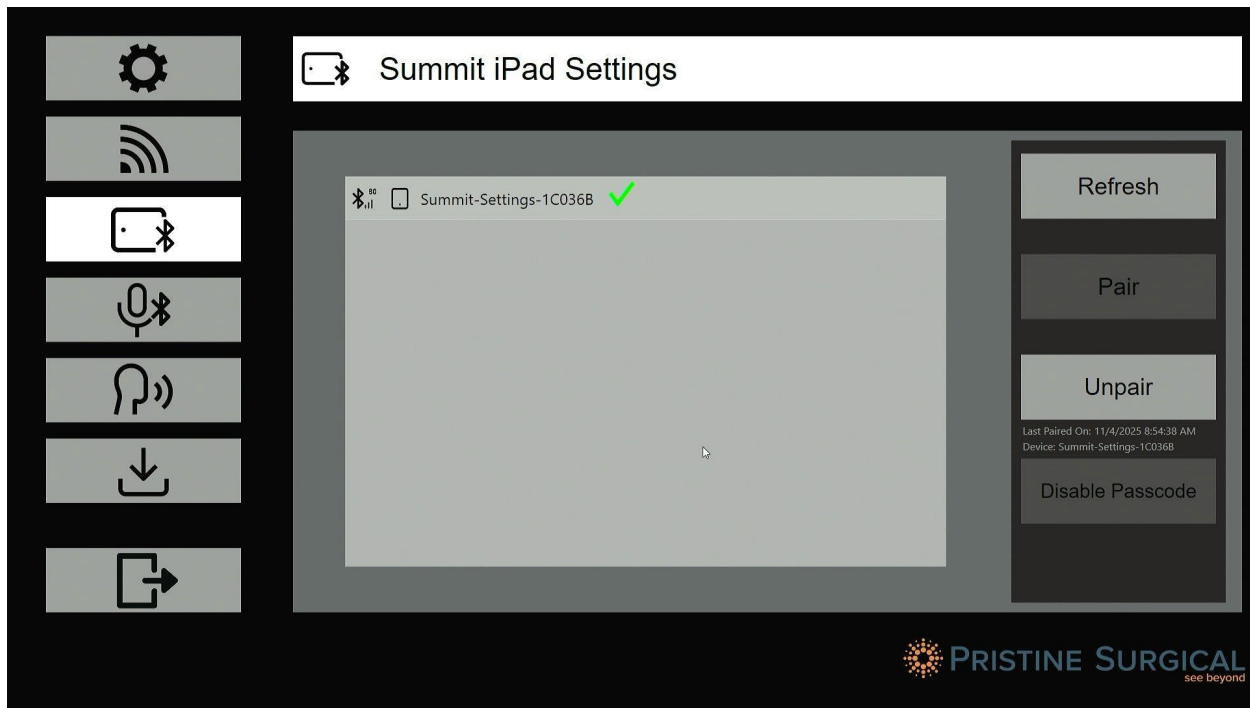 Summit iPad Settings
80
Summit-Settings-1C036B
Refresh
Pair
Unpair
Last Paired On: 11/4/2025 8:54:38 AM
Device: Summit-Settings-1C036B
Disable Passcode
PRISTINE SURGICAL
see beyond